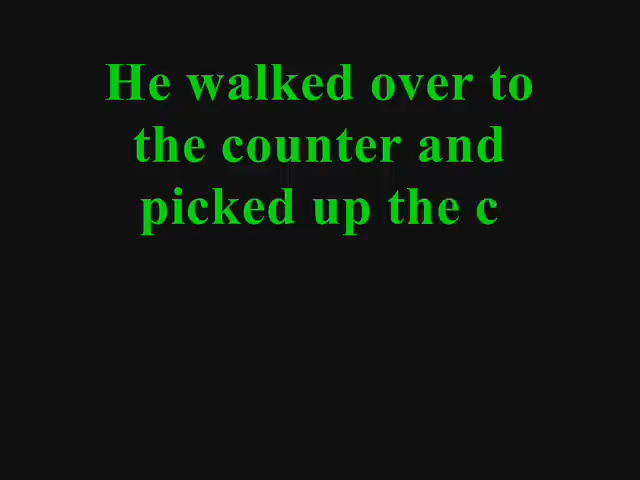 He walked over to
the counter and
picked up the c